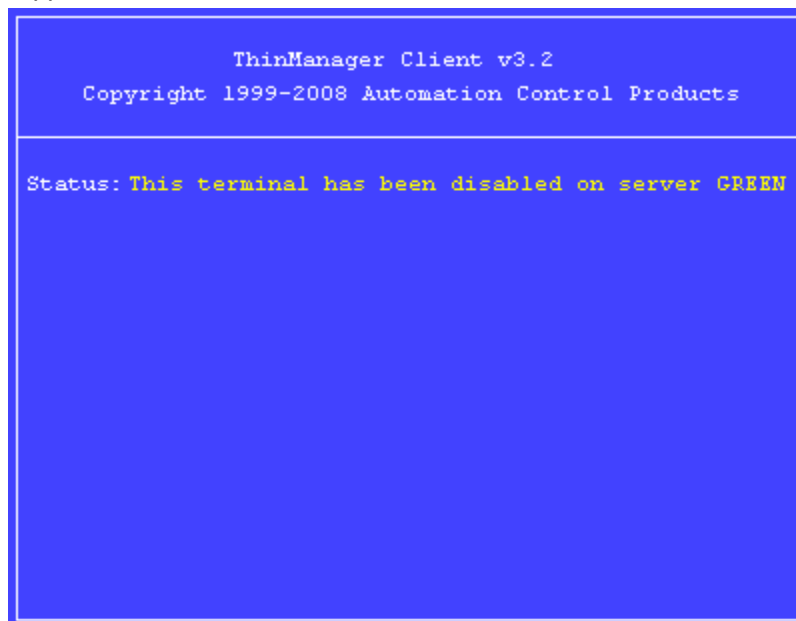 ThinManager Client v3.2
Copyright 1999-2008 Automation Control Products
Status: This terminal has been disabled on server GREEN